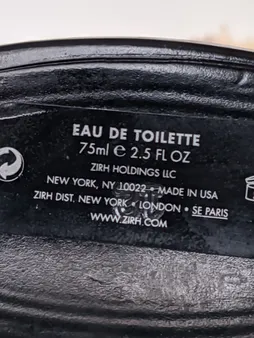 EAU DE TOILETTE
75ml e 2.5 FL OZ
ZIRH HOLDINGS LLC
NEW YORK, NY 10022 • MADE IN USA
ZIRH DIST. NEW YORK • LONDON • SE PARIS
WWW.ZIRH.COM